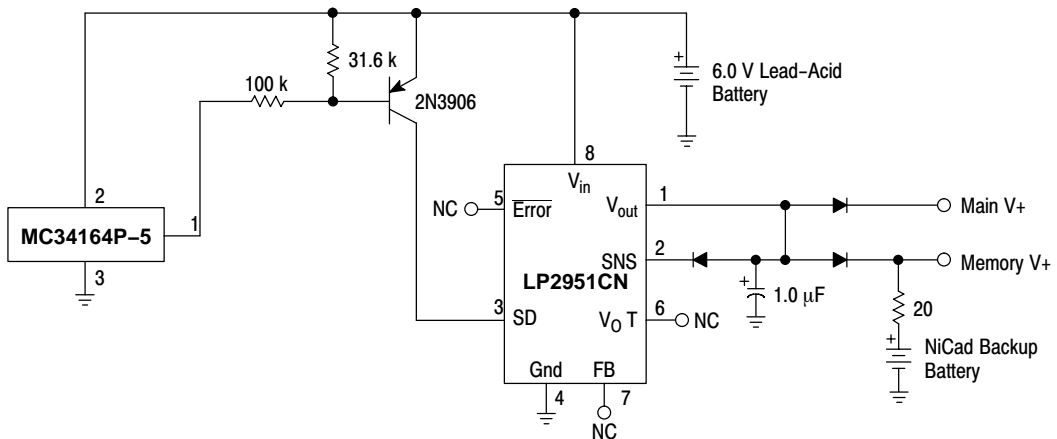 31.6 k
100 k
2N3906
6.0 V Lead–Acid
Battery
2
MC34164P–5
1
3
8
Vin
NC
5
Error
Vout
1
Main V+
SNS
2
LP2951CN
Memory V+
1.0 μF
3
SD
VO T
6
NC
20
NiCad Backup
Battery
Gnd
FB
4
7
NC